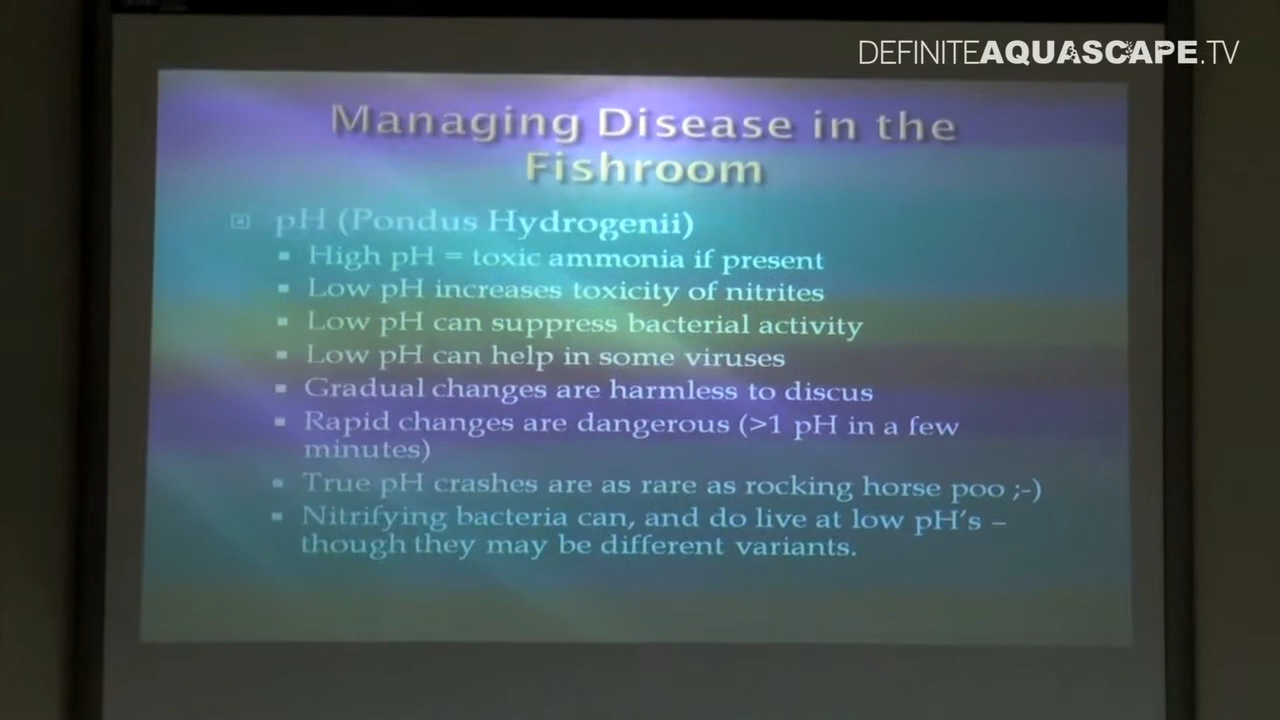 DEFINITEAQUASCAPE.TV
Managing Disease in the
Fishroom
pH (Pondus Hydrogenii)
High pH = toxic ammonia if present
Low pH increases toxicity of nitrites
Low pH can suppress bacterial activity
Low pH can help in some viruses
Gradual changes are harmless to discus
Rapid changes are dangerous (>1 pH in a few
minutes)
True pH crashes are as rare as rocking horse poo ;-)
Nitrifying bacteria can, and do live at low pH's –
though they may be different variants.